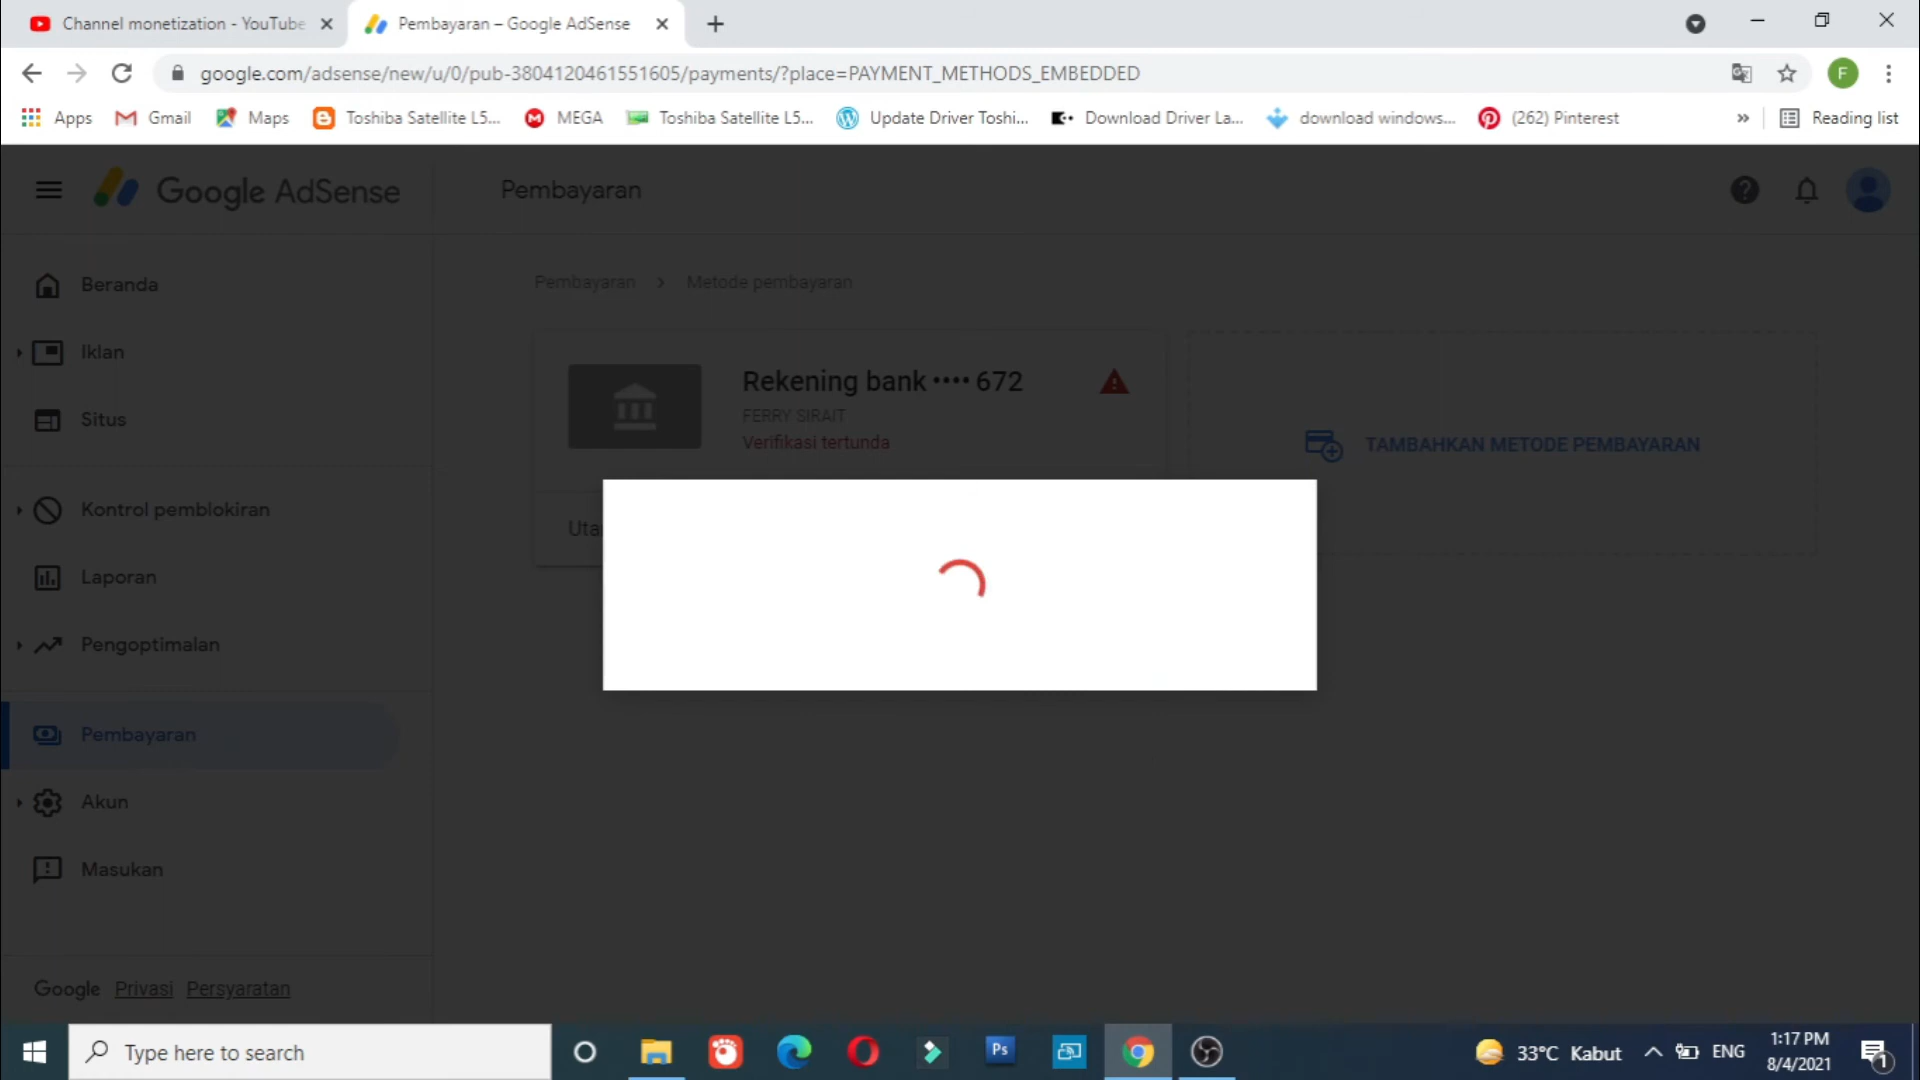 Channel monetization - YouTube
Pembayaran – Google AdSense
google.com/adsense/new/u/0/pub-3804120461551605/payments/?place=PAYMENT_METHODS_EMBEDDED
F
Apps
Gmail
Maps
Toshiba Satellite L5...
MEGA
Toshiba Satellite L5...
Update Driver Toshi...
Download Driver La...
download windows...
(262) Pinterest
»
Reading list
Google AdSense
Pembayaran
Beranda
Iklan
Situs
Kontrol pemblokiran
Laporan
Pengoptimalan
Pembayaran
Akun
Masukan
Google Privasi Persyaratan
Pembayaran > Metode pembayaran
Rekening bank •••• 672
FERRY SIRAIT
Verifikasi tertunda
TAMBAHKAN METODE PEMBAYARAN
Type here to search
Ps
33°C Kabut
ENG
1:17 PM
8/4/2021
1